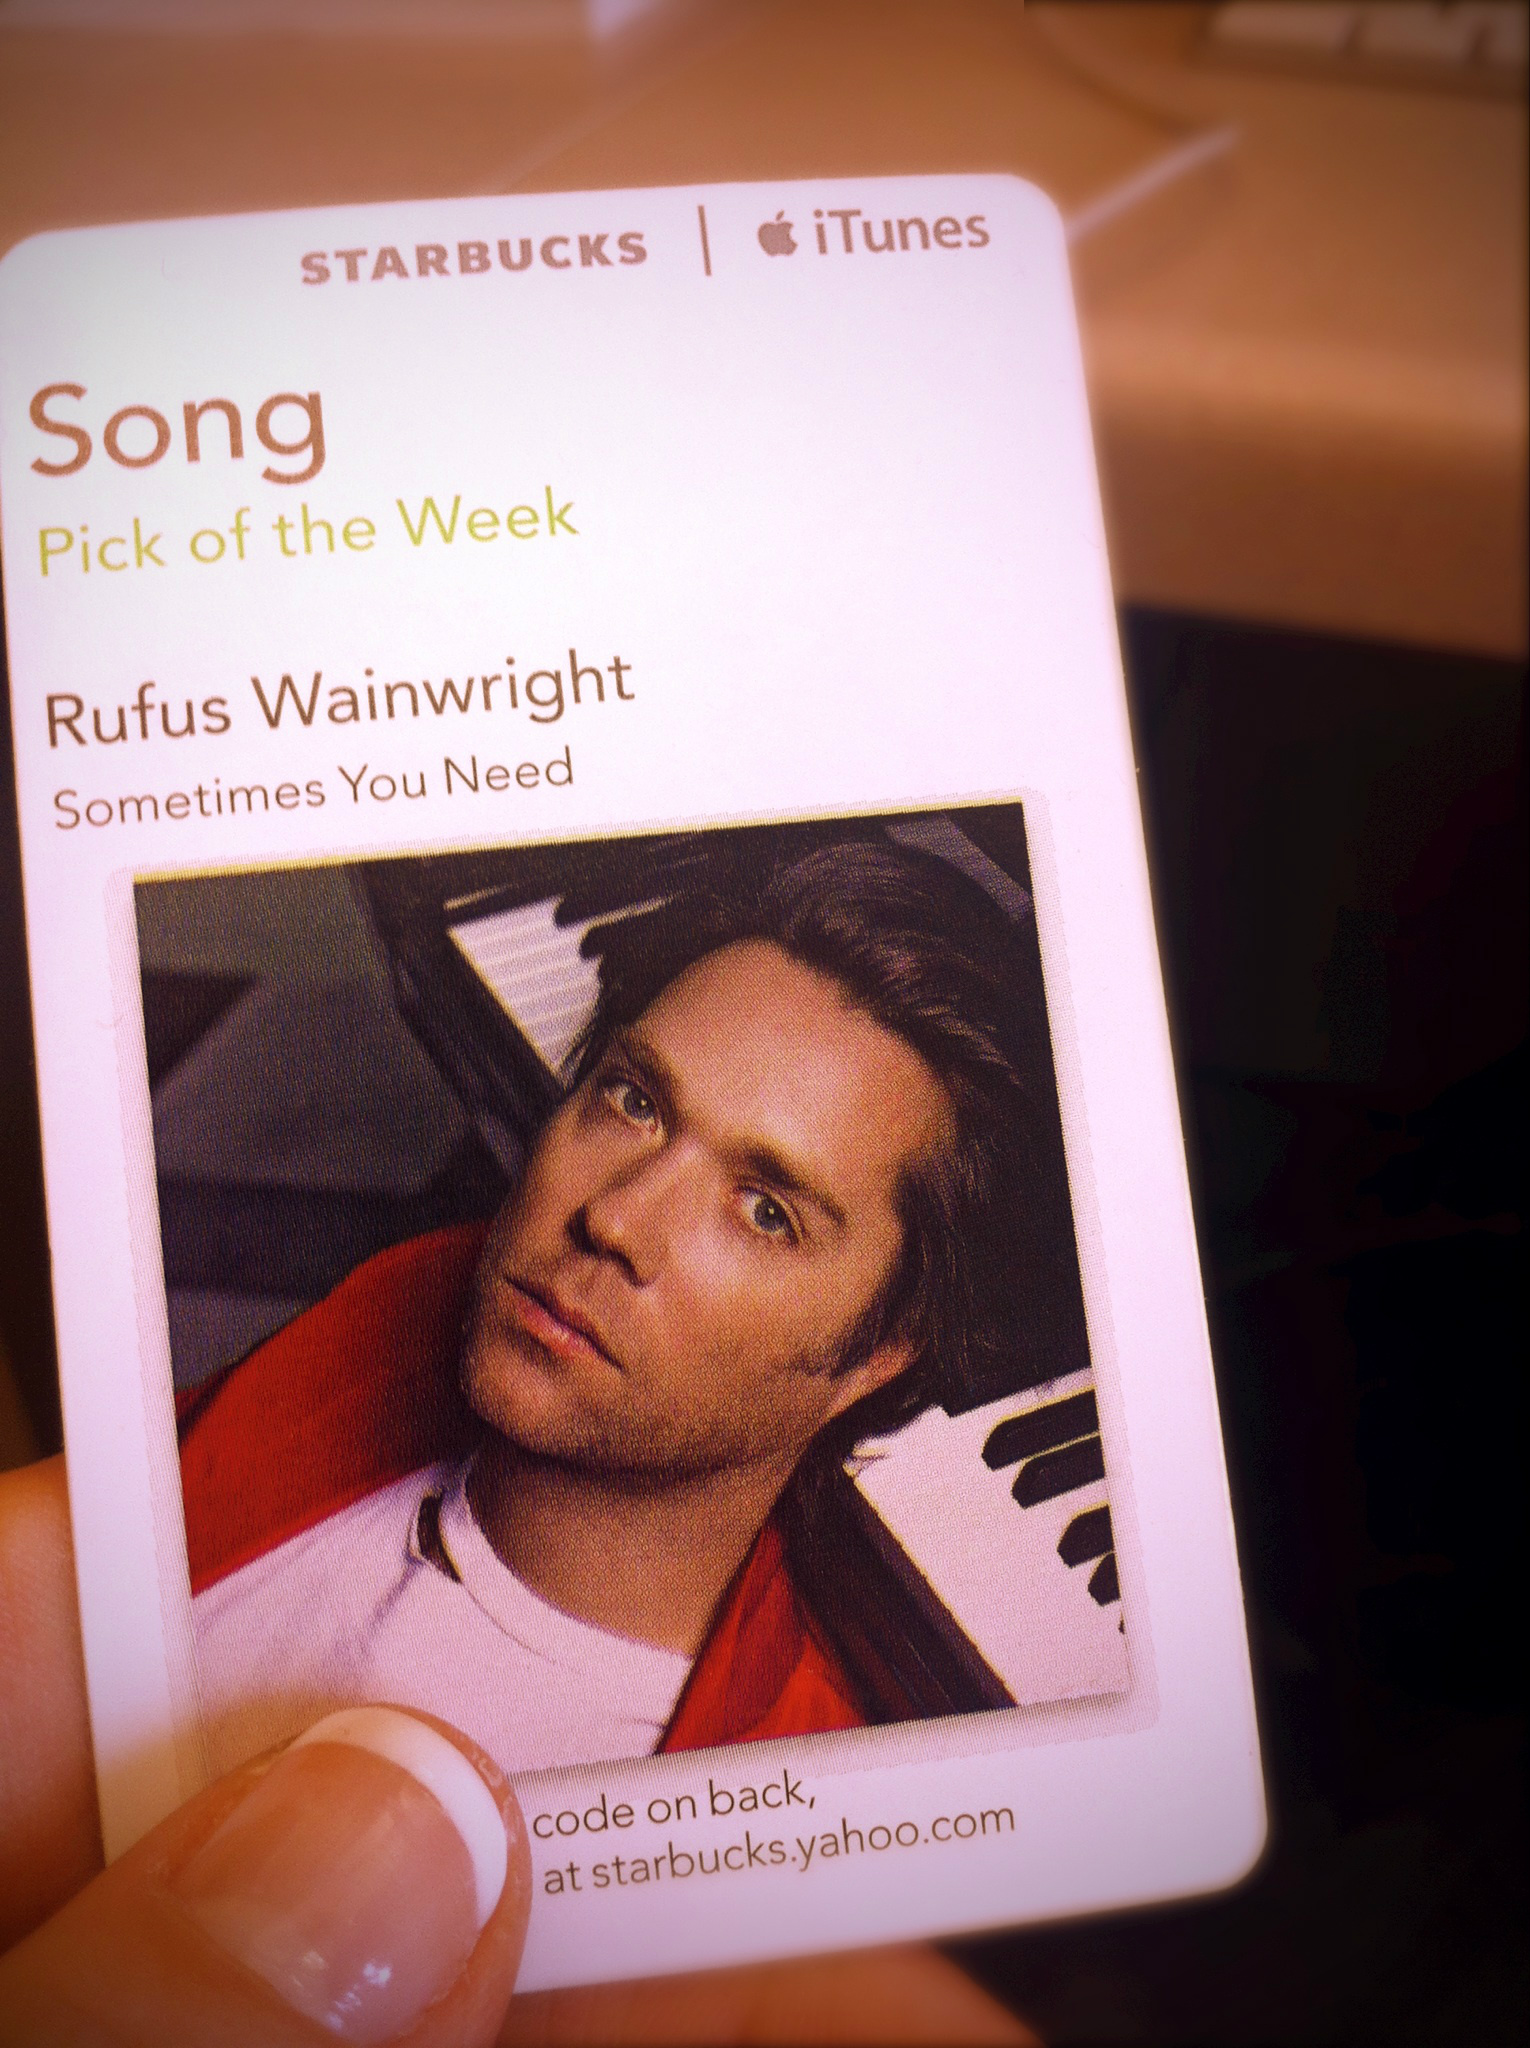 STARBUCKS | iTunes
Song
Pick of the Week
Rufus Wainwright
Sometimes You Need
code on back,
at starbucks.yahoo.com